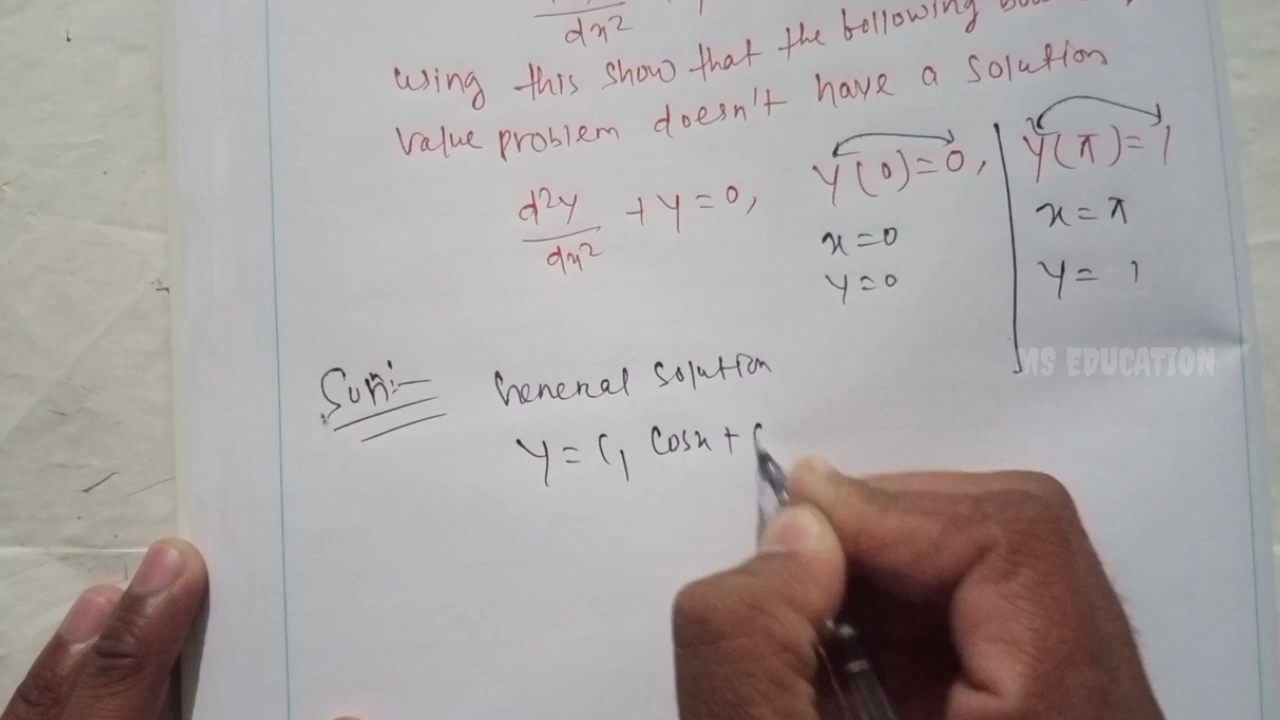 dx²
using this show that the following
value problem doesn't have a solution
d²y/dx² + y = 0, y(0) = 0, y(π) = 1
x = 0 x = π
y = 0 y = 1
MS EDUCATION
Soln:- General solution
y = C₁ cosx + C